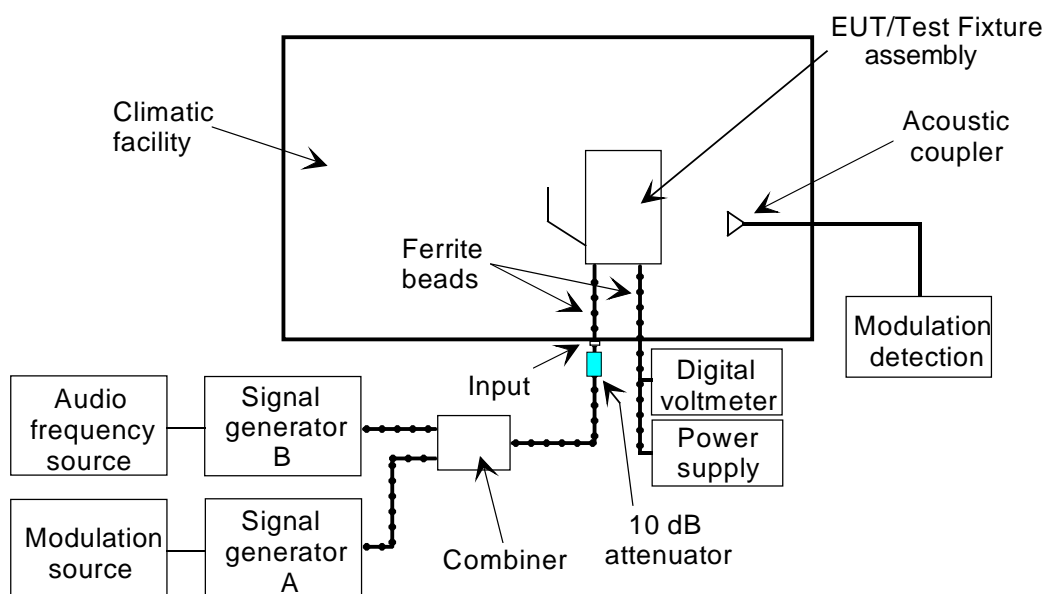 EUT/Test Fixture
assembly
Climatic
facility
Acoustic
coupler
Ferrite
beads
Modulation
detection
Input
Digital
voltmeter
Power
supply
Audio
frequency
source
Signal
generator
B
Modulation
source
Signal
generator
A
Combiner
10 dB
attenuator